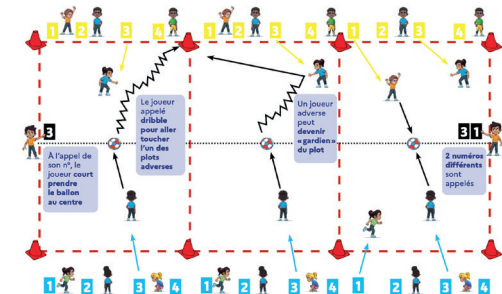 1 2 3 4 1 2 3 4 1 2 3 4
3
À l'appel de
son n°, le
joueur court
prendre
le ballon
au centre
Le joueur
appelé
dribble
pour aller
toucher
l'un des
plots
adverses
Un joueur
adverse
peut
devenir
« gardien »
du plot
3 1
2 numéros
différents
sont
appelés
1 2 3 4 1 2 3 4 1 2 3 4